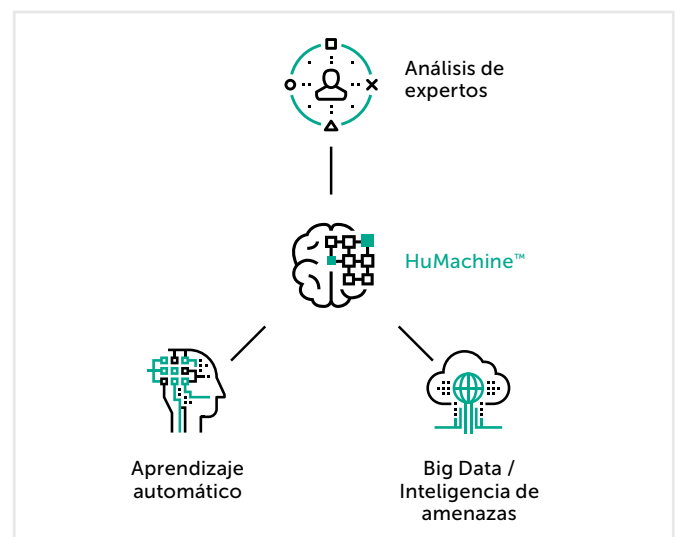 Análisis de
expertos
HuMachine™
Aprendizaje
automático
Big Data /
Inteligencia de
amenazas